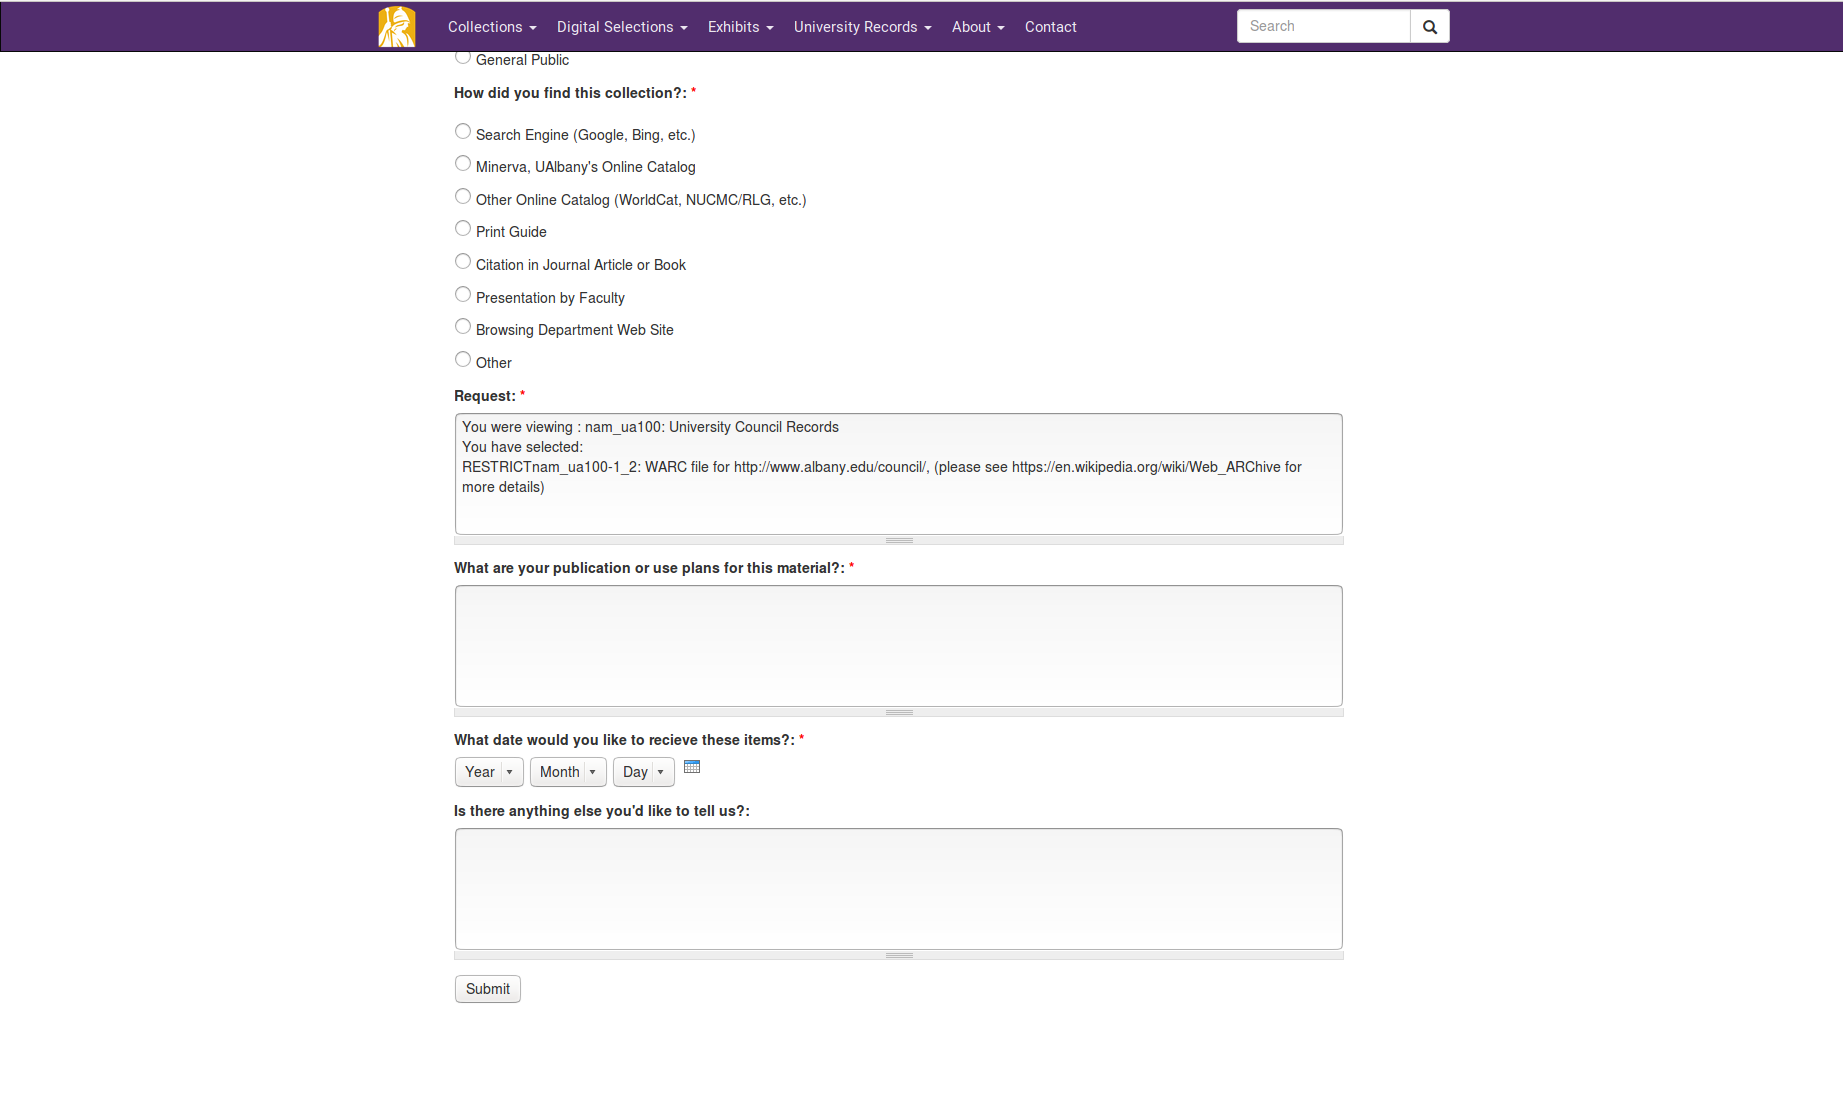 Collections Digital Selections Exhibits University Records About Contact Search
General Public
How did you find this collection?: *
Search Engine (Google, Bing, etc.)
Minerva, UAlbany's Online Catalog
Other Online Catalog (WorldCat, NUCMC/RLG, etc.)
Print Guide
Citation in Journal Article or Book
Presentation by Faculty
Browsing Department Web Site
Other
Request: *
You were viewing : nam_ua100: University Council Records
You have selected:
RESTRICTnam_ua100-1_2: WARC file for http://www.albany.edu/council/, (please see https://en.wikipedia.org/wiki/Web_ARChive for
more details)
What are your publication or use plans for this material?: *
What date would you like to recieve these items?: *
Year Month Day
Is there anything else you'd like to tell us?:
Submit